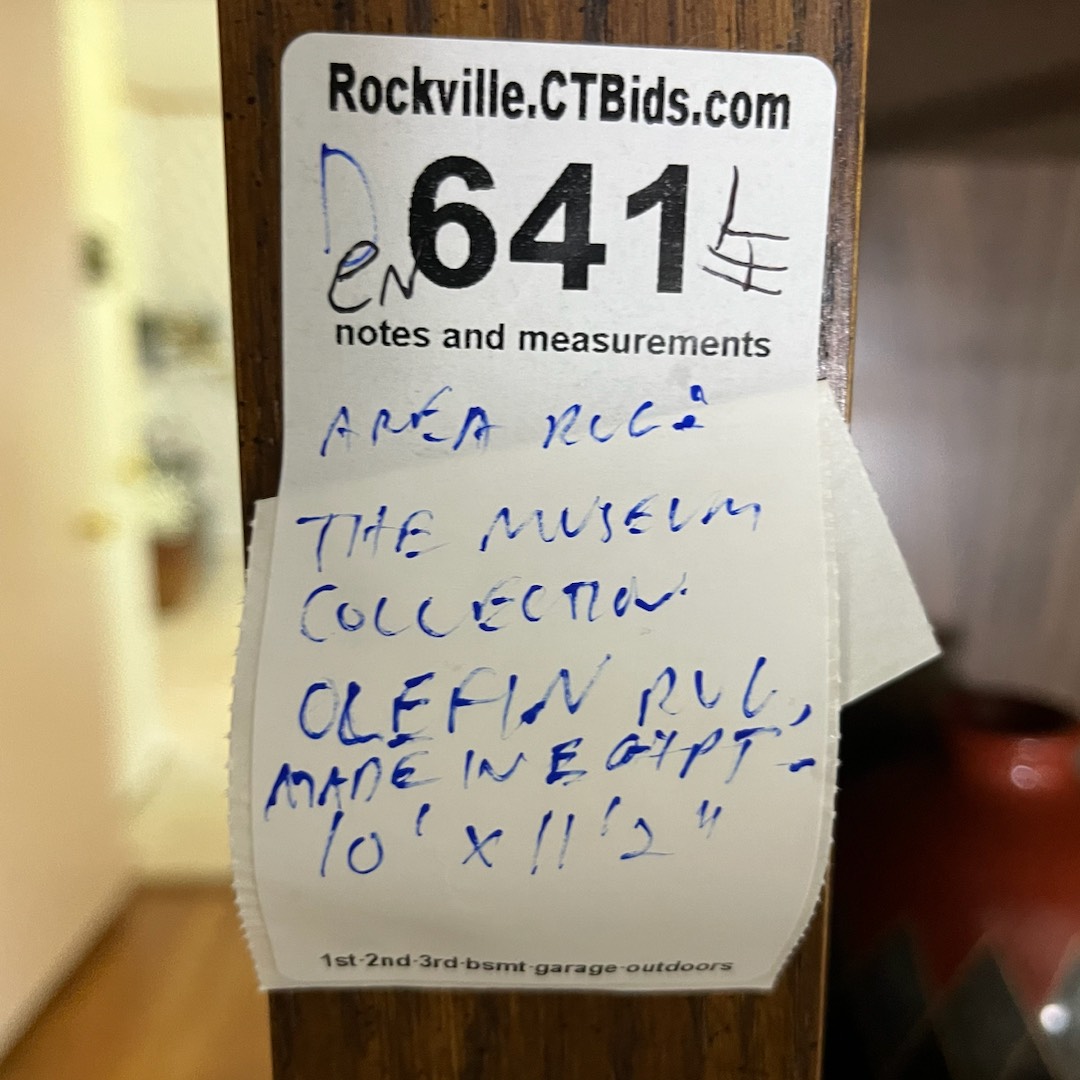 Rockville.CTBids.com
Den 641
notes and measurements
AREA RUG:
THE MUSEUM
COLLECTION.
OLEFIN RUG,
MADE IN EGYPT-
10' x 11'2"
1st-2nd-3rd-bsmt-garage-outdoors